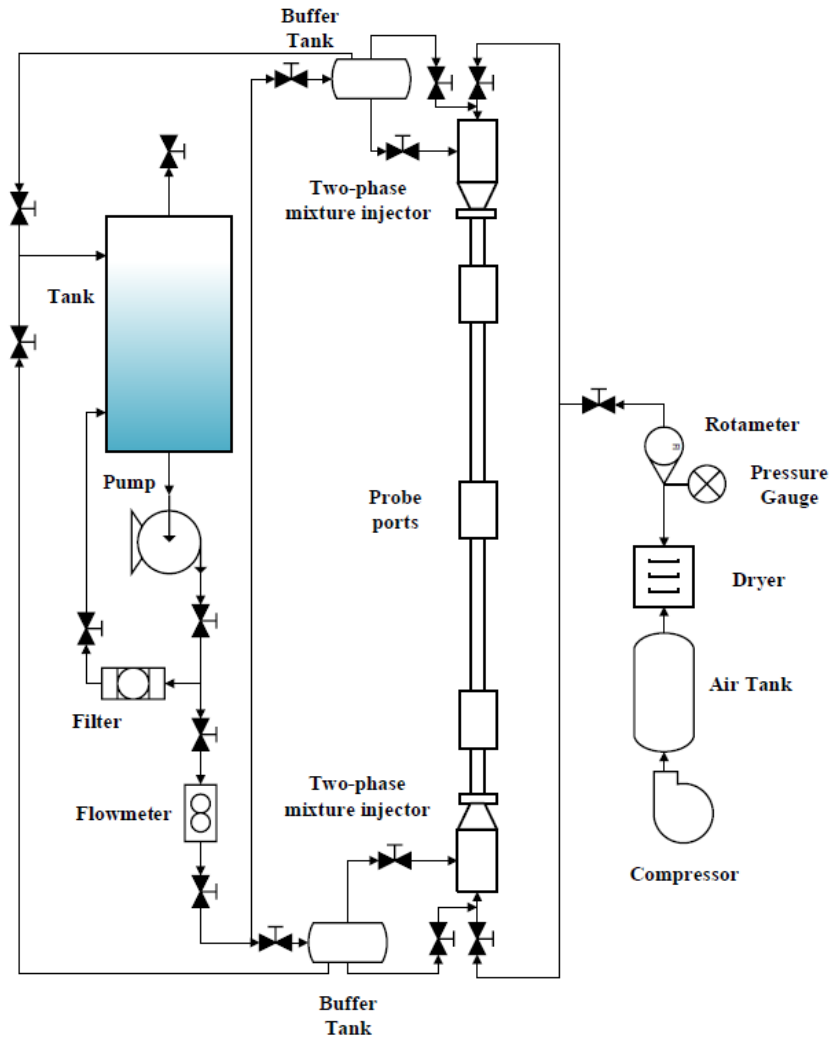 Buffer
Tank
Two-phase
mixture injector
Tank
Rotameter
Pressure
Gauge
Pump
Probe
ports
Dryer
Air Tank
Filter
Two-phase
mixture injector
Flowmeter
Compressor
Buffer
Tank